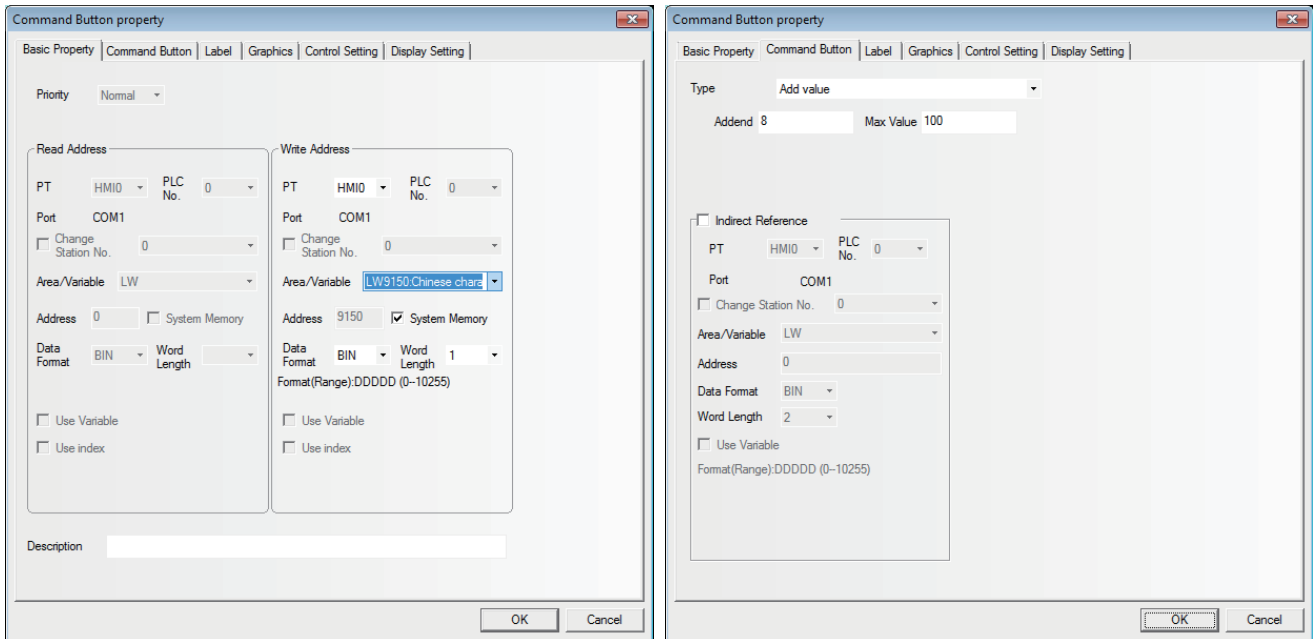 Command Button property
Basic Property Command Button Label Graphics Control Setting Display Setting
Priority Normal
Read Address
PT HMI0 PLC No. 0
Port COM1
Change Station No. 0
Area/Variable LW
Address 0 System Memory
Data Format BIN Word Length
Use Variable
Use index
Write Address
PT HMI0 PLC No. 0
Port COM1
Change Station No. 0
Area/Variable LW9150:Chinese chara
Address 9150 System Memory
Data Format BIN Word Length 1
Format(Range):DDDDD (0--10255)
Use Variable
Use index
Description
OK Cancel
Command Button property
Basic Property Command Button Label Graphics Control Setting Display Setting
Type Add value
Addend 8 Max Value 100
Indirect Reference
PT HMI0 PLC No. 0
Port COM1
Change Station No. 0
Area/Variable LW
Address 0
Data Format BIN
Word Length 2
Use Variable
Format(Range):DDDDD (0--10255)
OK Cancel